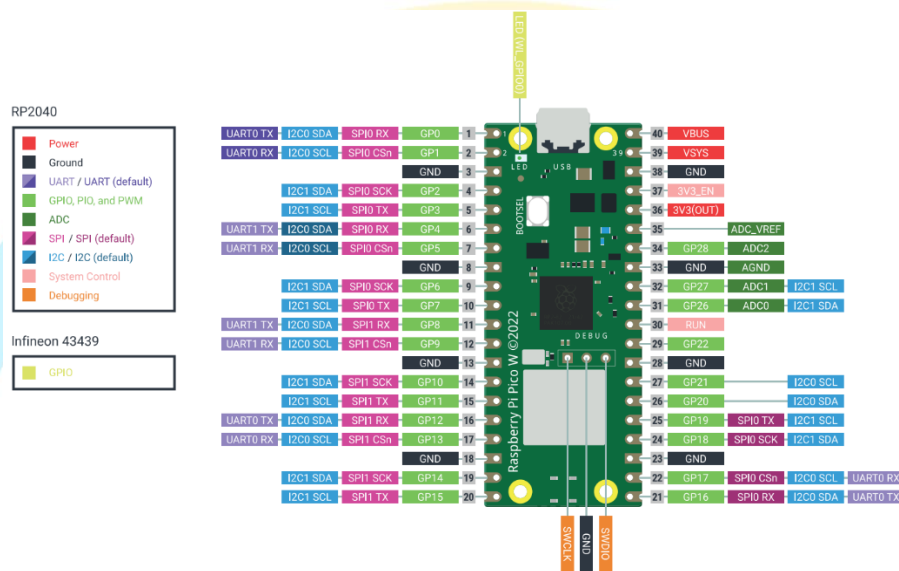 LED (WL_GPIO0)
RP2040
Power
Ground
UART / UART (default)
GPIO, PIO, and PWM
ADC
SPI / SPI (default)
I2C / I2C (default)
System Control
Debugging
Infineon 43439
GPIO
UART0 TX I2C0 SDA SPI0 RX GP0 1
UART0 RX I2C0 SCL SPI0 CSn GP1 2
GND 3
I2C1 SDA SPI0 SCK GP2 4
I2C1 SCL SPI0 TX GP3 5
UART1 TX I2C0 SDA SPI0 RX GP4 6
UART1 RX I2C0 SCL SPI0 CSn GP5 7
GND 8
I2C1 SDA SPI0 SCK GP6 9
I2C1 SCL SPI0 TX GP7 10
UART1 TX I2C0 SDA SPI1 RX GP8 11
UART1 RX I2C0 SCL SPI1 CSn GP9 12
GND 13
I2C1 SDA SPI1 SCK GP10 14
I2C1 SCL SPI1 TX GP11 15
UART0 TX I2C0 SDA SPI1 RX GP12 16
UART0 RX I2C0 SCL SPI1 CSn GP13 17
GND 18
I2C1 SDA SPI1 SCK GP14 19
I2C1 SCL SPI1 TX GP15 20
1
2
39
LED
USB
BOOTSEL
DEBUG
Raspberry Pi Pico W ©2022
SWCLK
GND
SWDIO
40 VBUS
39 VSYS
38 GND
37 3V3_EN
36 3V3(OUT)
35 ADC_VREF
34 GP28 ADC2
33 GND AGND
32 GP27 ADC1 I2C1 SCL
31 GP26 ADC0 I2C1 SDA
30 RUN
29 GP22
28 GND
27 GP21 I2C0 SCL
26 GP20 I2C0 SDA
25 GP19 SPI0 TX I2C1 SCL
24 GP18 SPI0 SCK I2C1 SDA
23 GND
22 GP17 SPI0 CSn I2C0 SCL UART0 RX
21 GP16 SPI0 RX I2C0 SDA UART0 TX